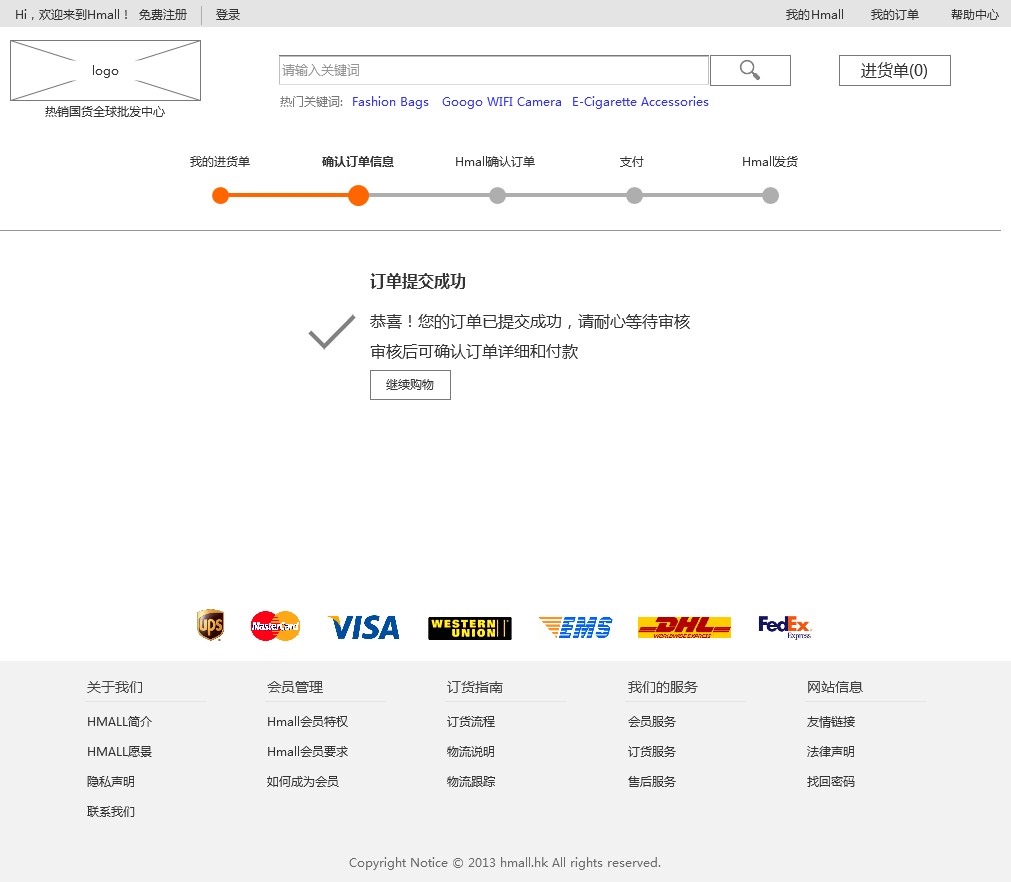 Hi，欢迎来到Hmall！ 免费注册 登录 我的Hmall 我的订单 帮助中心
logo
热销国货全球批发中心
请输入关键词
进货单(0)
热门关键词: Fashion Bags Googo WIFI Camera E-Cigarette Accessories
我的进货单 确认订单信息 Hmall确认订单 支付 Hmall发货
订单提交成功
恭喜！您的订单已提交成功，请耐心等待审核
审核后可确认订单详细和付款
继续购物
ups MasterCard VISA WESTERN UNION EMS DHL WORLDWIDE EXPRESS FedEx Express
关于我们 会员管理 订货指南 我们的服务 网站信息
HMALL简介 Hmall会员特权 订货流程 会员服务 友情链接
HMALL愿景 Hmall会员要求 物流说明 订货服务 法律声明
隐私声明 如何成为会员 物流跟踪 售后服务 找回密码
联系我们
Copyright Notice © 2013 hmall.hk All rights reserved.